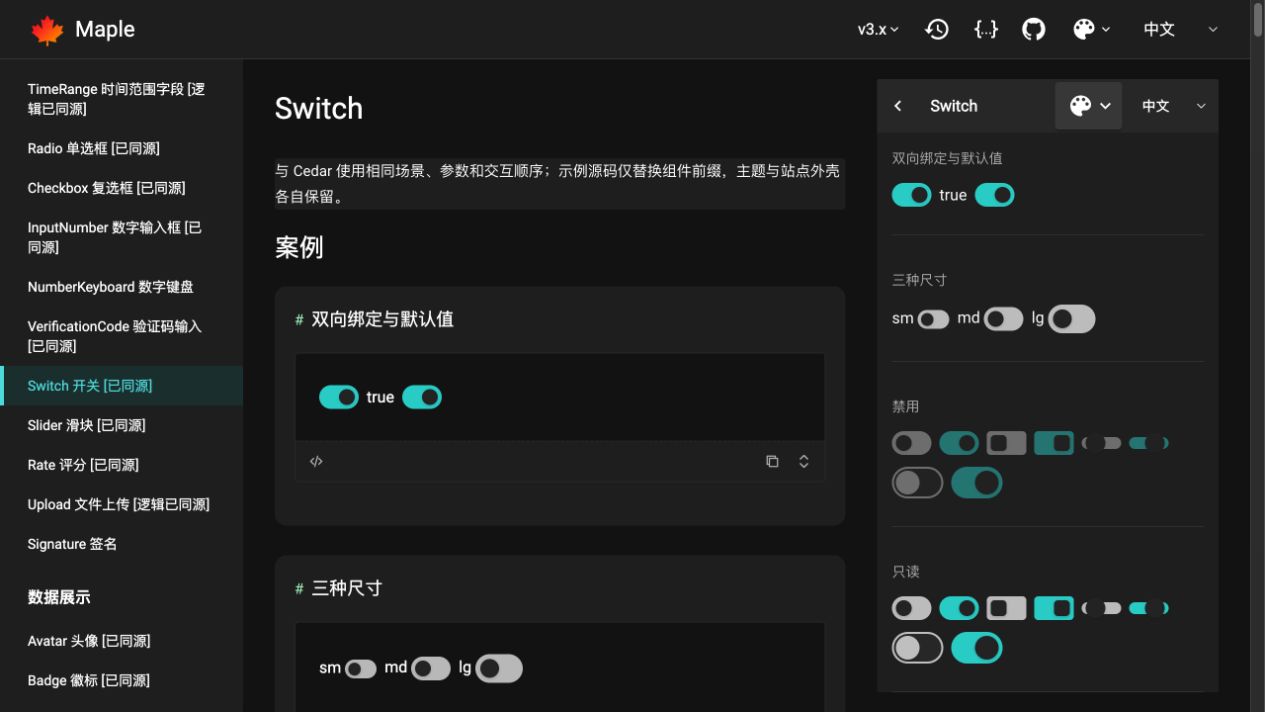 Maple
v3.x
中文
TimeRange 时间范围字段 [逻
辑已同源]
Radio 单选框 [已同源]
Checkbox 复选框 [已同源]
InputNumber 数字输入框 [已
同源]
NumberKeyboard 数字键盘
VerificationCode 验证码输入
[已同源]
Switch 开关 [已同源]
Slider 滑块 [已同源]
Rate 评分 [已同源]
Upload 文件上传 [逻辑已同源]
Signature 签名
数据展示
Avatar 头像 [已同源]
Badge 徽标 [已同源]
Switch
与 Cedar 使用相同场景、参数和交互顺序；示例源码仅替换组件前缀，主题与站点外壳
各自保留。
案例
# 双向绑定与默认值
true
# 三种尺寸
sm md lg
Switch 中文
双向绑定与默认值
true
三种尺寸
sm md lg
禁用
只读